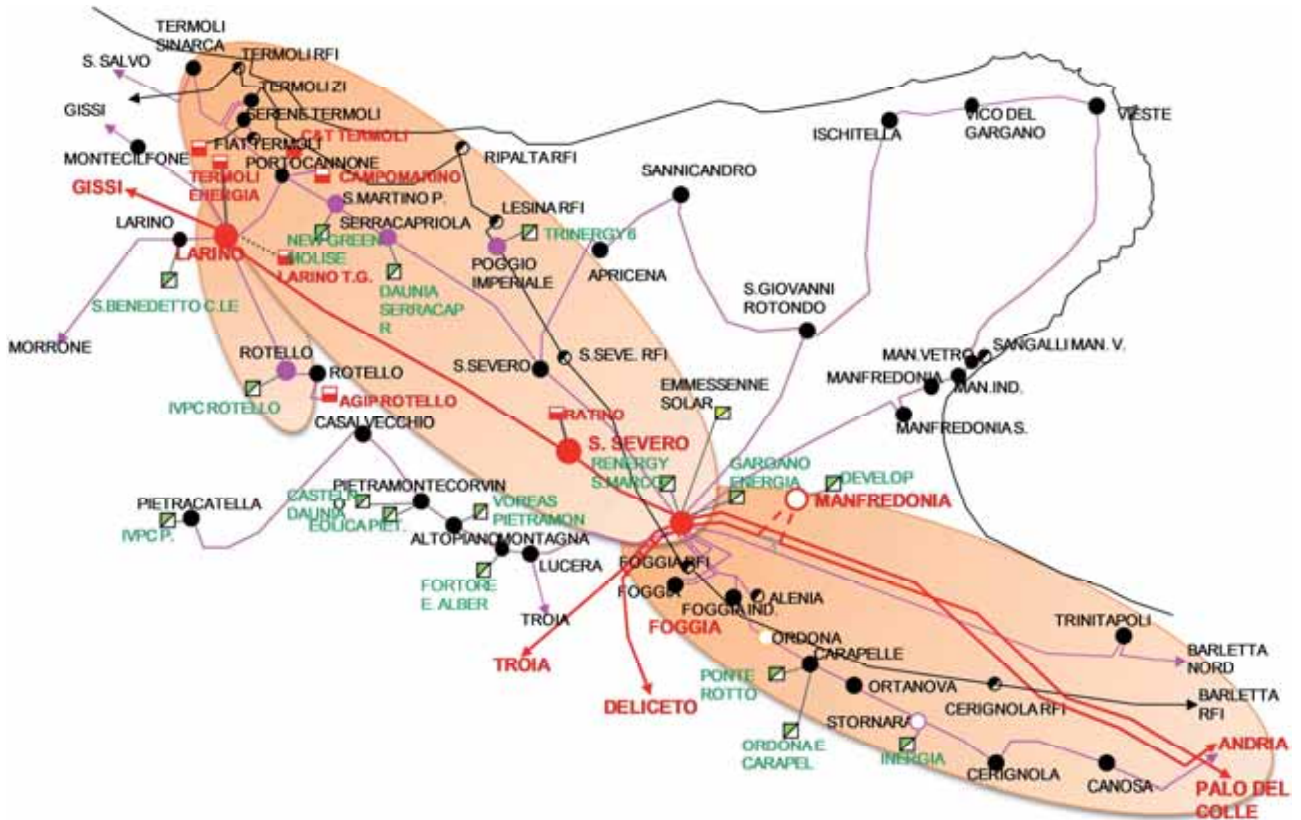 TERMOLI
SINARCA
TERMOLI RFI
S. SALVO
TERMOLI ZI
GISSI
SERENE TERMOLI
C&T TERMOLI
FIAT TERMOLI
MONTECILFONE
PORTOCANNONE
RIPALTA RFI
ISCHITELLA
VICO DEL
GARGANO
VIESTE
GISSI
TERMOLI
ENERGIA
CAMPOMARINO
S.MARTINO P.
SANNICANDRO
LARINO
SERRACAPRIOLA
LESINA RFI
LARINO
NEW GREEN
MOLISE
TRINERGY 6
LARINO T.G.
POGGIO
IMPERIALE
APRICENA
S.BENEDETTO C.LE
DAUNIA
SERRACAP
R
S.GIOVANNI
ROTONDO
MORRONE
ROTELLO
ROTELLO
S.SEVERO
S.SEVE. RFI
MAN.VETRO
SANGALLI MAN. V.
EMMESSENNE
SOLAR
MANFREDONIA
MAN.IND.
IVPC ROTELLO
AGIP ROTELLO
RATINO
CASALVECCHIO
MANFREDONIA S.
S. SEVERO
RENERGY
S.MARCO
GARGANO
ENERGIA
DEVELOP
MANFREDONIA
PIETRAMONTECORVIN
O
PIETRACATELLA
CASTELN
DAUNIA
VOREAS
PIETRAMON
EOLICA PIET.
IVPC P.
ALTOPIANO
MONTAGNA
LUCERA
FOGGIA RFI
FORTORE
E. ALBER
FOGGIA
FOGGIA IND.
ALENIA
TROIA
FOGGIA
ORDONA
TRINITAPOLI
TROIA
CARAPELLE
BARLETTA
NORD
PONTE
ROTTO
ORTANOVA
DELICETO
STORNARA
CERIGNOLA RFI
BARLETTA
RFI
ORDONA E.
CARAPEL
INERGIA
ANDRIA
CERIGNOLA
CANOSA
PALO DEL
COLLE